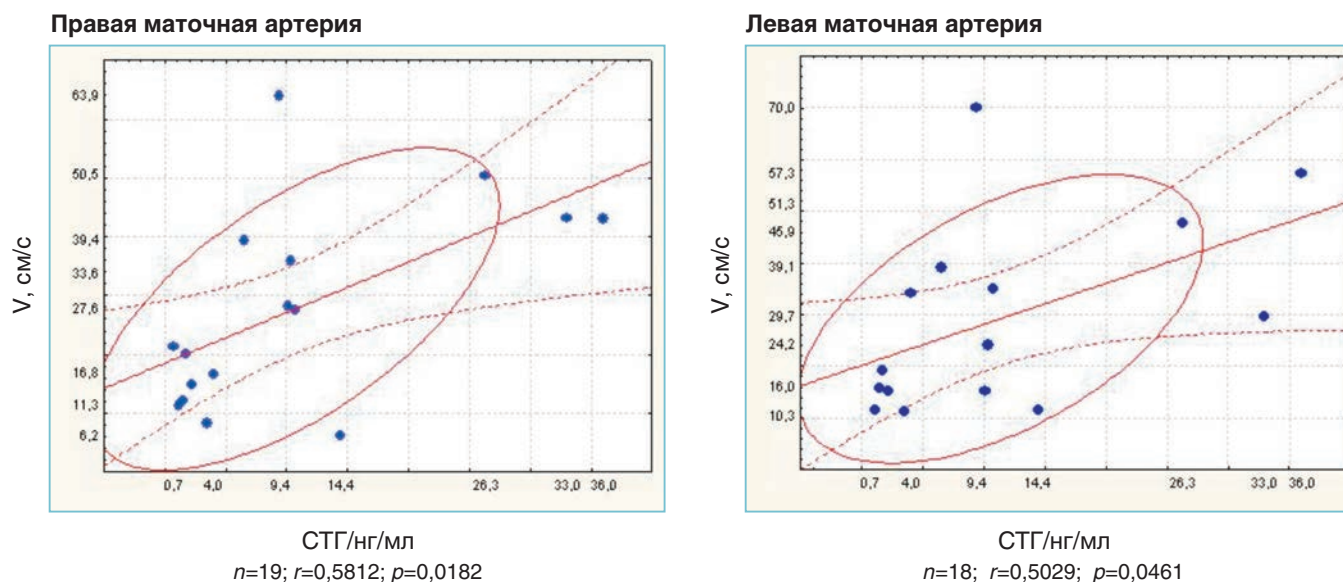 Правая маточная артерия
V, см/с
63,9
50,5
39,4
33,6
27,6
16,8
11,3
6,2
0,7 4,0 9,4 14,4 26,3 33,0 36,0
СТГ/нг/мл
n=19; r=0,5812; p=0,0182
Левая маточная артерия
V, см/с
70,0
57,3
51,3
45,9
39,1
29,7
24,2
16,0
10,3
0,7 4,0 9,4 14,4 26,3 33,0 36,0
СТГ/нг/мл
n=18; r=0,5029; p=0,0461